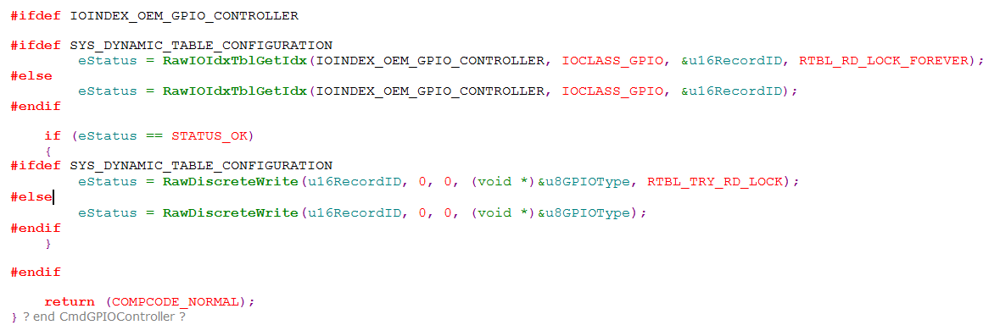 #ifdef IOINDEX_OEM_GPIO_CONTROLLER
#ifdef SYS_DYNAMIC_TABLE_CONFIGURATION
eStatus = RawIOIdxTblGetIdx(IOINDEX_OEM_GPIO_CONTROLLER, IOCLASS_GPIO, &u16RecordID, RTBL_RD_LOCK_FOREVER);
#else
eStatus = RawIOIdxTblGetIdx(IOINDEX_OEM_GPIO_CONTROLLER, IOCLASS_GPIO, &u16RecordID);
#endif
if (eStatus == STATUS_OK)
{
#ifdef SYS_DYNAMIC_TABLE_CONFIGURATION
eStatus = RawDiscreteWrite(u16RecordID, 0, 0, (void *)&u8GPIOType, RTBL_TRY_RD_LOCK);
#else
eStatus = RawDiscreteWrite(u16RecordID, 0, 0, (void *)&u8GPIOType);
#endif
}
#endif
return (COMPCODE_NORMAL);
} ? end CmdGPIOController ?